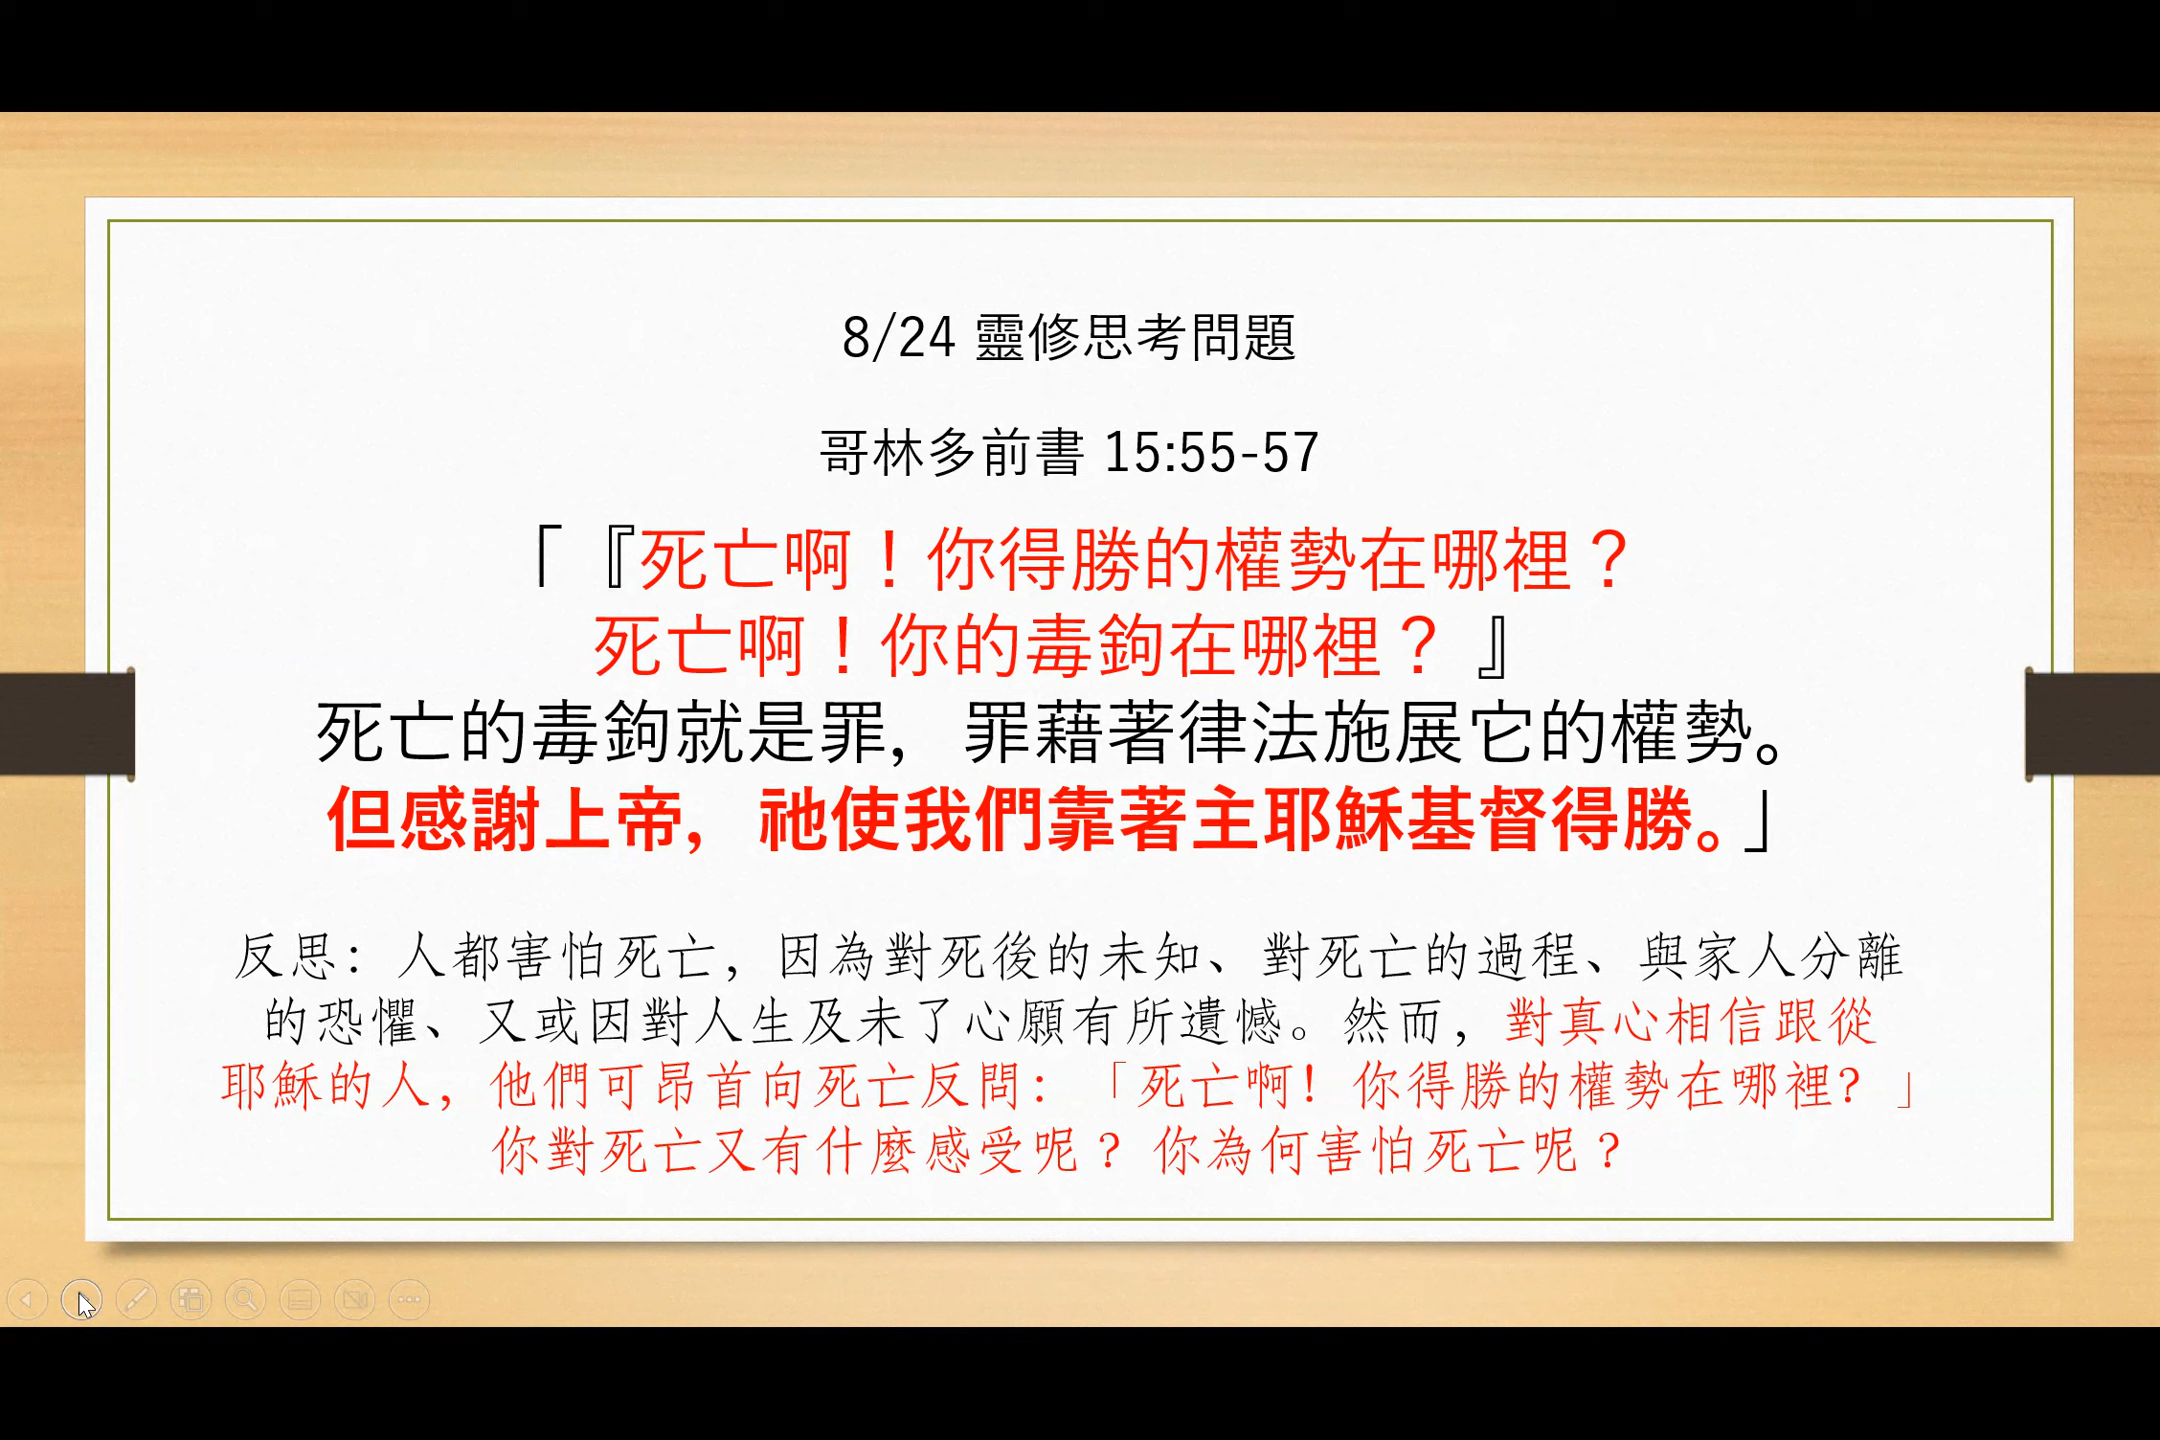 8/24 靈修思考問題
哥林多前書 15:55-57
「『死亡啊！你得勝的權勢在哪裡？
死亡啊！你的毒鉤在哪裡？』
死亡的毒鉤就是罪，罪藉著律法施展它的權勢。
但感謝上帝，祂使我們靠著主耶穌基督得勝。」
反思：人都害怕死亡，因為對死後的未知、對死亡的過程、與家人分離
的恐懼、又或因對人生及未了心願有所遺憾。然而，對真心相信跟從
耶穌的人，他們可昂首向死亡反問：「死亡啊！你得勝的權勢在哪裡？」
你對死亡又有什麼感受呢？你為何害怕死亡呢？